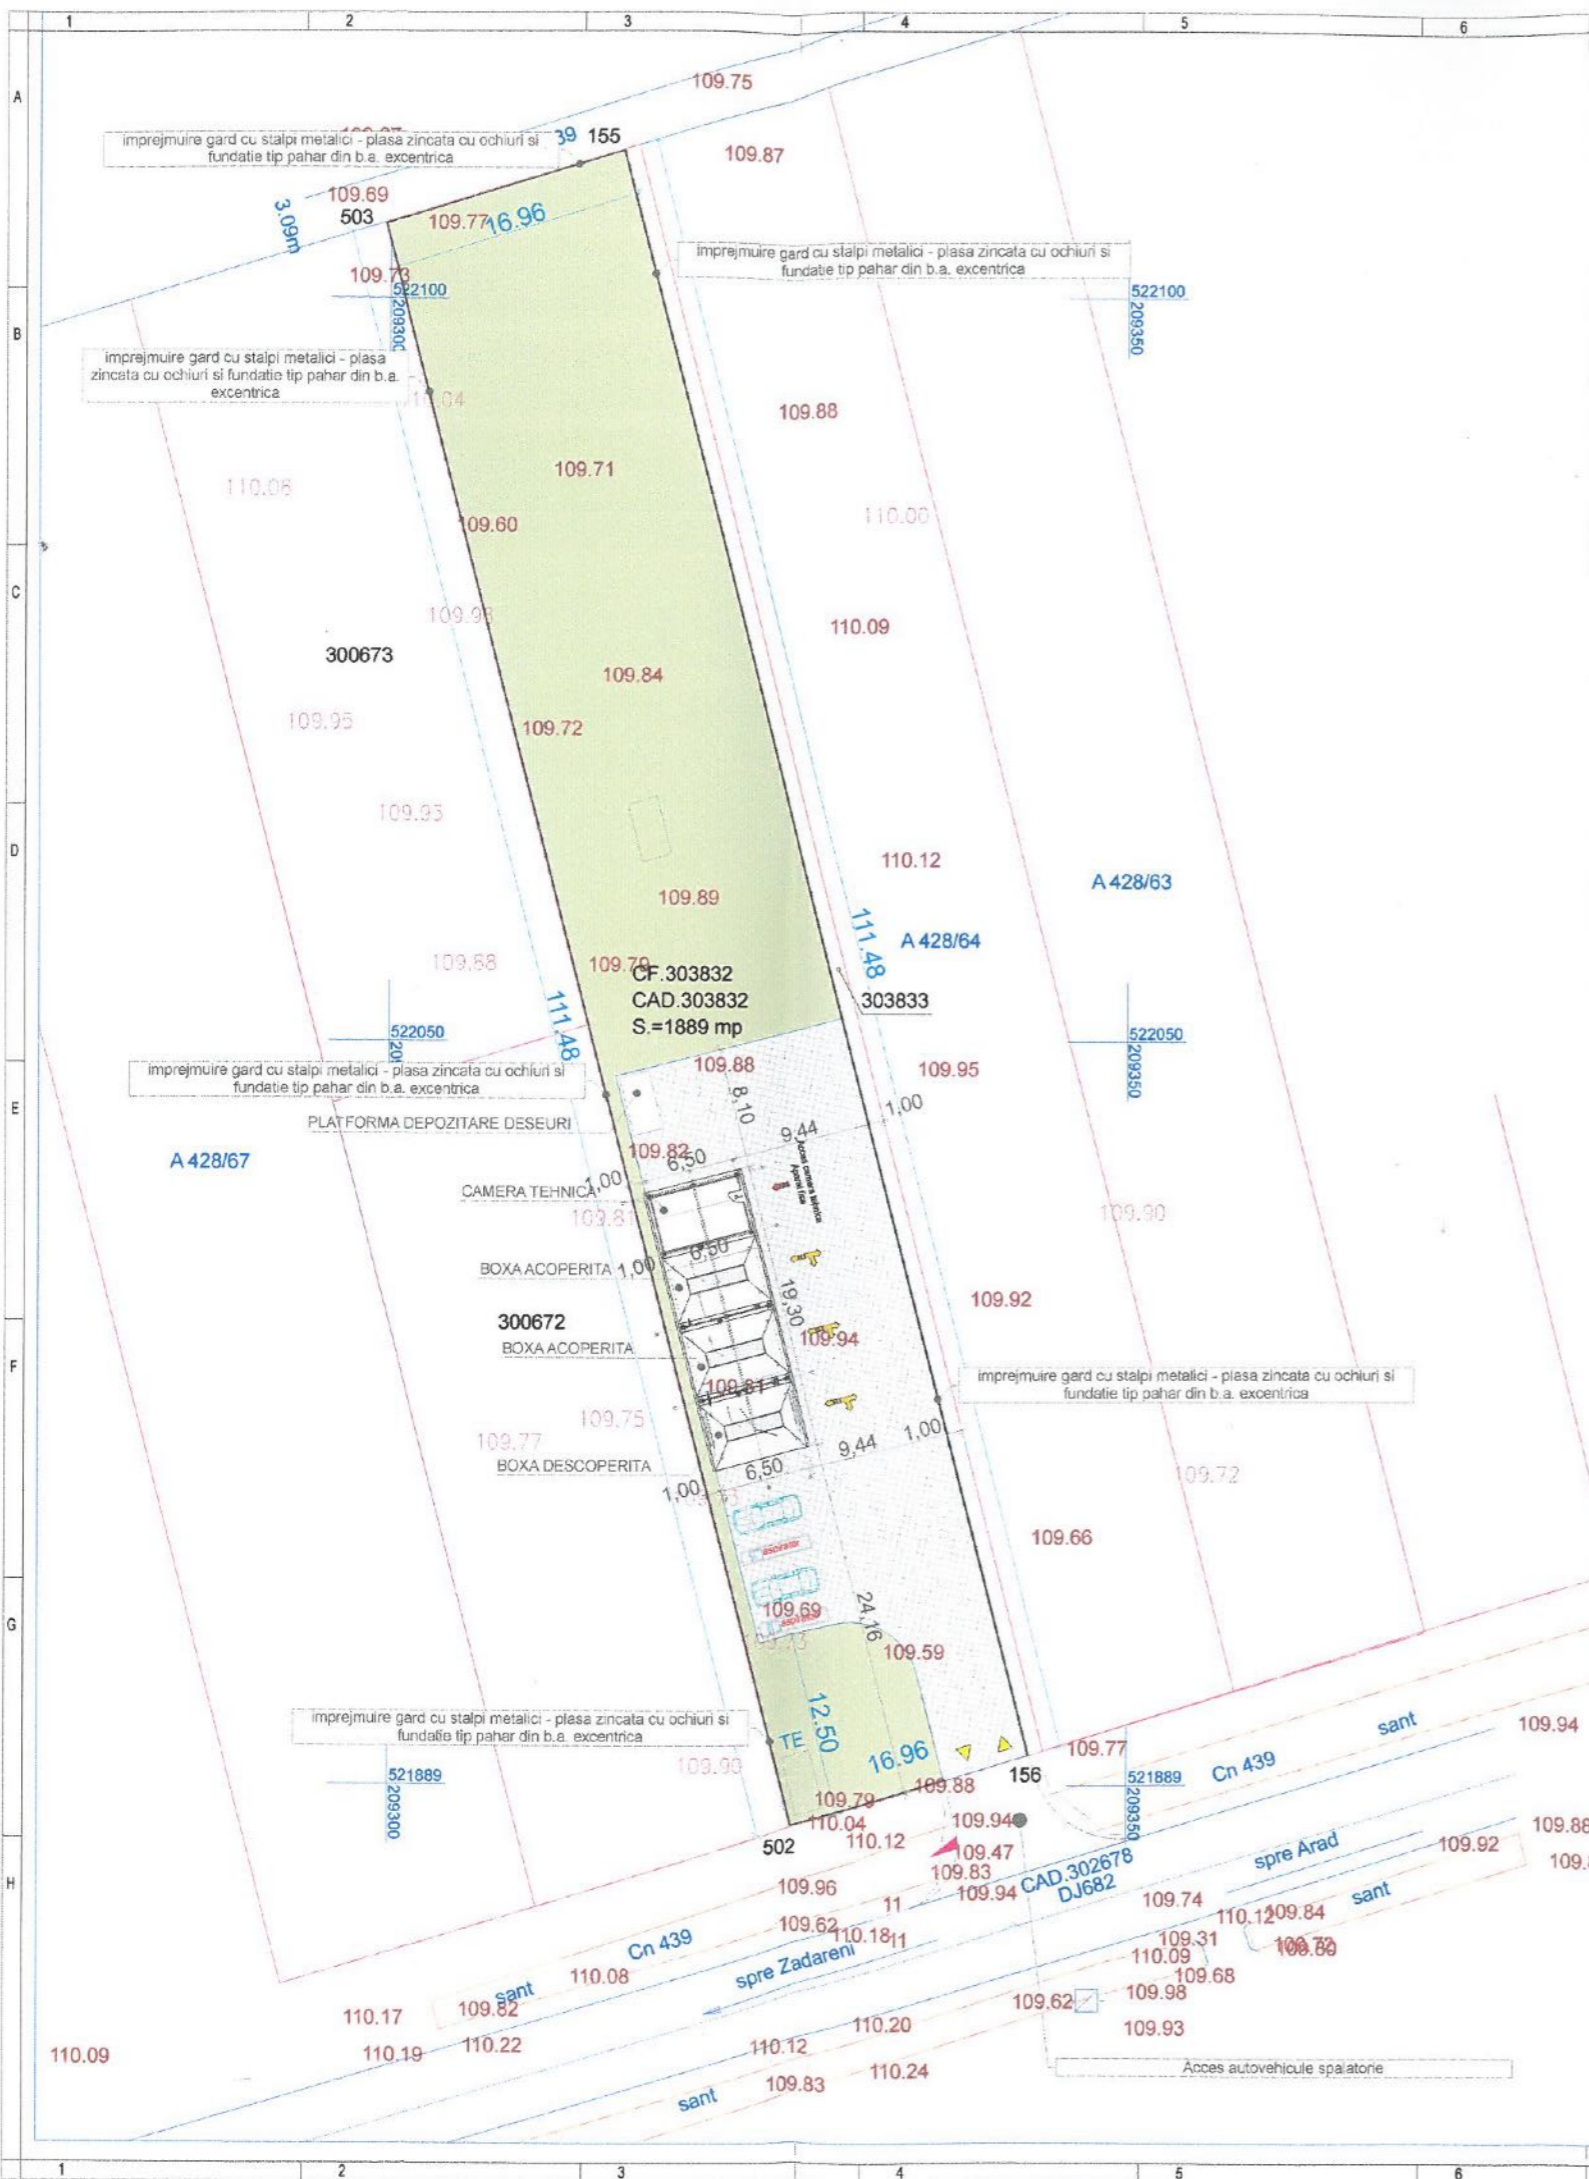 1
2
3
4
5
6
A
109.75
imprejmuire gard cu stalpi metalici - plasa zincata cu ochiuri si
fundatie tip pahar din b.a. excentrica
39
155
109.87
109.69
503
3.09m
109.77
16.96
imprejmuire gard cu stalpi metalici - plasa zincata cu ochiuri si
fundatie tip pahar din b.a. excentrica
109.73
522100
209300
522100
209350
B
imprejmuire gard cu stalpi metalici - plasa
zincata cu ochiuri si fundatie tip pahar din b.a.
excentrica
109.88
109.71
110.06
109.60
110.00
C
109.93
110.09
300673
109.84
109.95
109.72
109.93
D
110.12
A 428/63
109.89
111.48
A 428/64
109.88
109.79
CF.303832
CAD.303832
S.=1889 mp
303833
111.48
522050
522050
209350
imprejmuire gard cu stalpi metalici - plasa zincata cu ochiuri si
fundatie tip pahar din b.a. excentrica
109.88
109.95
E
8,10
1,00
PLATFORMA DEPOZITARE DESEURI
9,44
A 428/67
109.82
6,50
Acces camera tehnica
CAMERA TEHNICA
1,00
109.81
109.90
6,50
BOXA ACOPERITA
1,00
19,30
109.92
300672
BOXA ACOPERITA
109.94
F
109.81
imprejmuire gard cu stalpi metalici - plasa zincata cu ochiuri si
fundatie tip pahar din b.a. excentrica
109.75
109.77
9,44
1,00
BOXA DESCOPERITA
6,50
109.72
1,00
109.66
aspirator
G
109.69
aspirator
24,16
109.59
12.50
imprejmuire gard cu stalpi metalici - plasa zincata cu ochiuri si
fundatie tip pahar din b.a. excentrica
TE
16.96
109.77
sant
109.94
109.90
521889
209300
156
521889
209350
Cn 439
109.88
109.79
110.04
109.94
502
110.12
109.47
109.83
109.88
109.92
H
spre Arad
CAD.302678
DJ682
109.96
109.94
109.74
sant
11
110.12
109.84
109.62
110.18
11
109.31
Cn 439
110.09
spre Zadareni
110.08
109.68
sant
109.98
109.82
109.62
110.17
110.20
109.93
110.22
110.12
110.09
110.19
Acces autovehicule spalatorie
110.24
109.83
sant
1
2
3
4
5
6